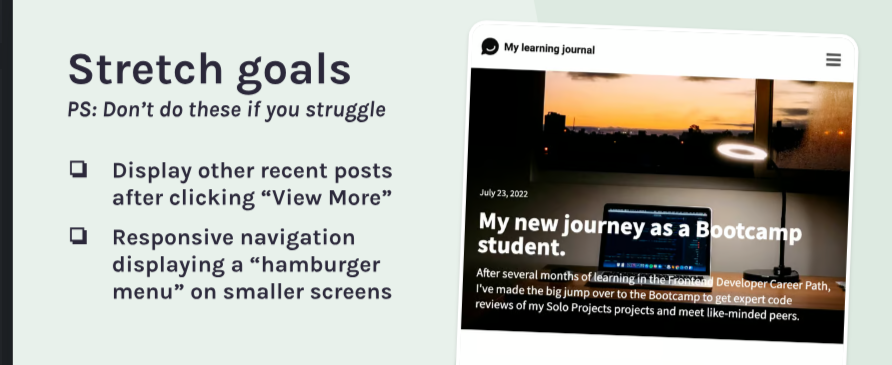 Stretch goals
PS: Don't do these if you struggle
Display other recent posts
after clicking “View More”
Responsive navigation
displaying a “hamburger
menu” on smaller screens
My learning journal
July 23, 2022
My new journey as a Bootcamp
student.
After several months of learning in the Frontend Developer Career Path,
I've made the big jump over to the Bootcamp to get expert code
reviews of my Solo Projects projects and meet like-minded peers.